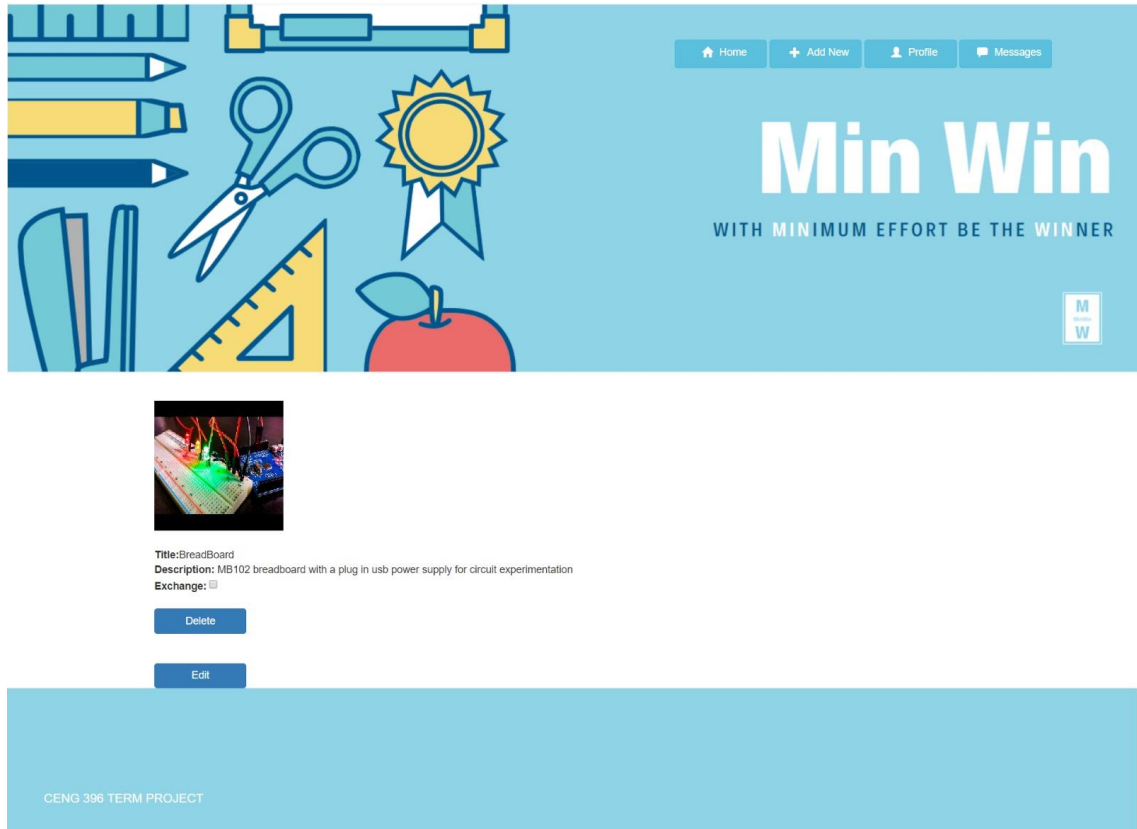 Home
Add New
Profile
Messages
Min Win
WITH MINIMUM EFFORT BE THE WINNER
M
W
Title:BreadBoard
Description: MB102 breadboard with a plug in usb power supply for circuit experimentation
Exchange:
Delete
Edit
CENG 396 TERM PROJECT